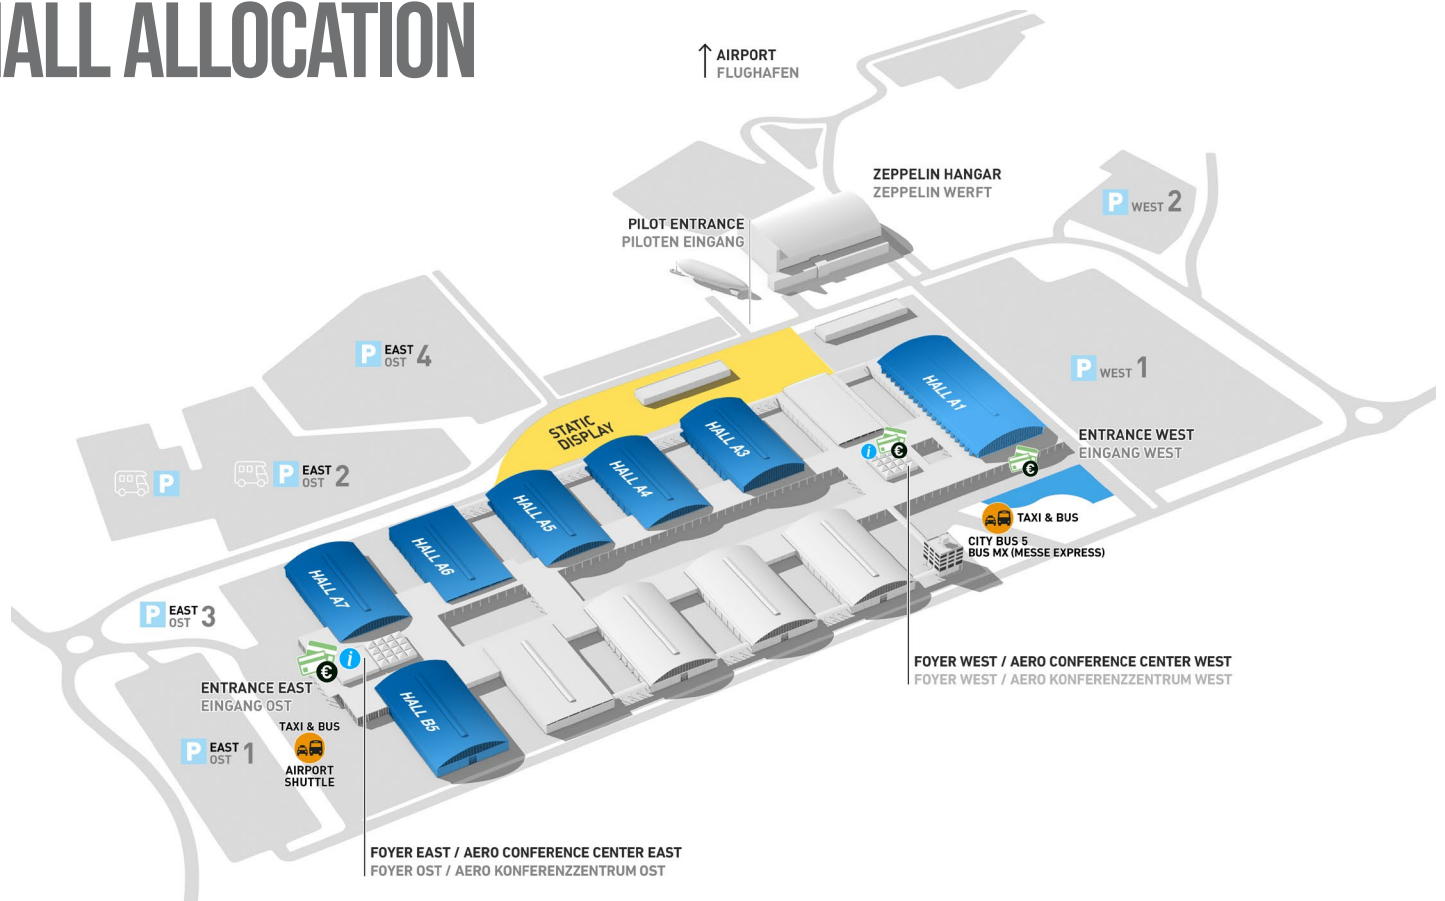 HALL ALLOCATION
AIRPORT
FLUGHAFEN
ZEPPELIN HANGAR
ZEPPELIN WERFT
PILOT ENTRANCE
PILOTEN EINGANG
P WEST 2
P EAST 4
OST
P WEST 1
STATIC
DISPLAY
HALL A1
HALL A3
HALL A4
HALL A5
HALL A6
HALL A7
HALL B5
ENTRANCE WEST
EINGANG WEST
i €
€
P
P EAST 2
OST
TAXI & BUS
CITY BUS 5
BUS MX (MESSE EXPRESS)
P EAST 3
OST
€ i
ENTRANCE EAST
EINGANG OST
FOYER WEST / AERO CONFERENCE CENTER WEST
FOYER WEST / AERO KONFERENZZENTRUM WEST
P EAST 1
OST
TAXI & BUS
AIRPORT
SHUTTLE
FOYER EAST / AERO CONFERENCE CENTER EAST
FOYER OST / AERO KONFERENZZENTRUM OST